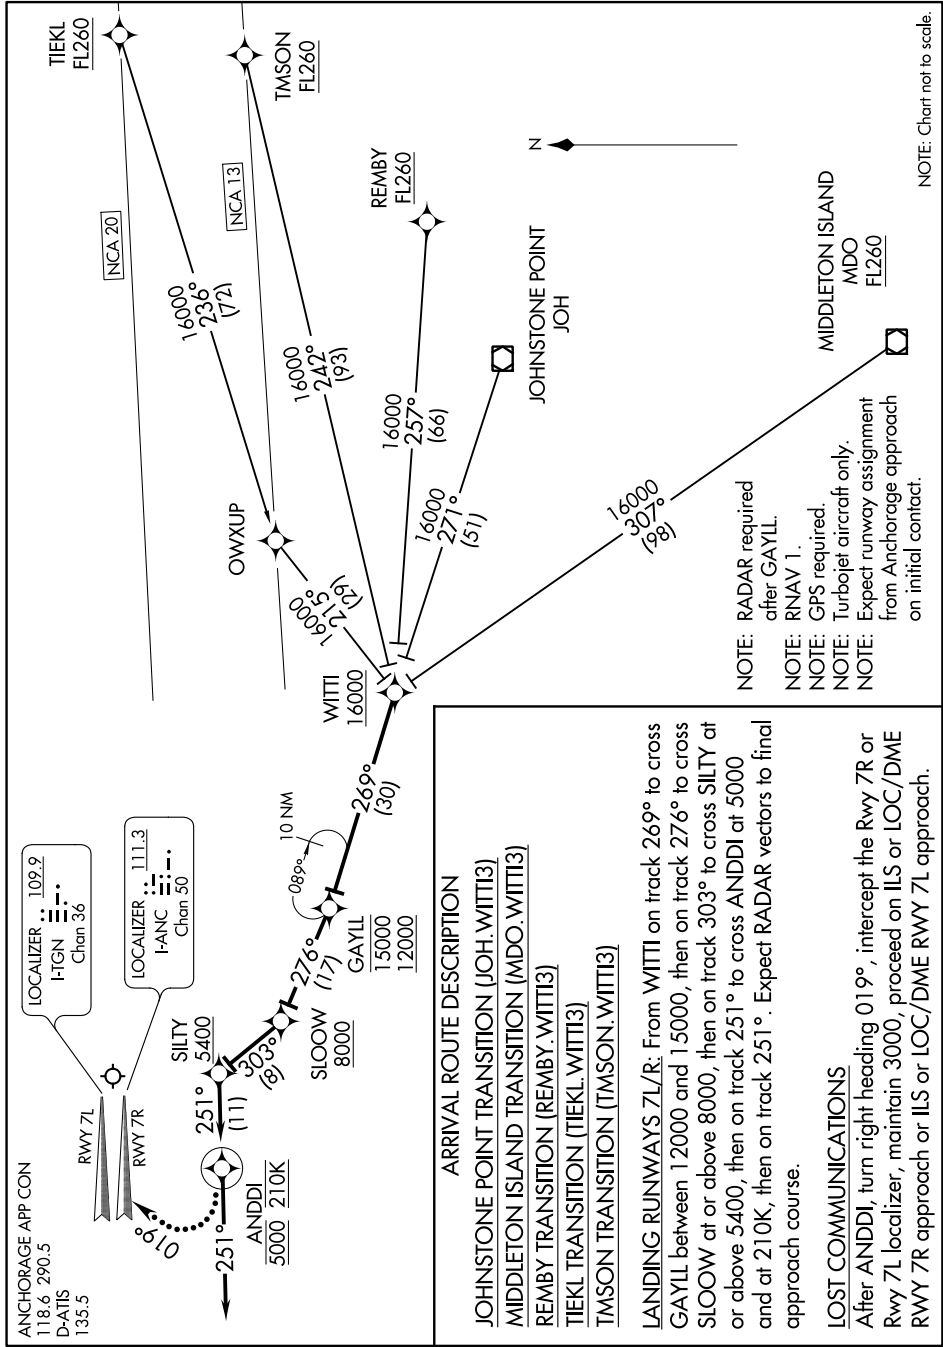 ANCHORAGE APP CON
118.6 290.5
D-ATIS
135.5
LOCALIZER 109.9
I-TGN
Chan 36
LOCALIZER 111.3
I-ANC
Chan 50
RWY 7L
RWY 7R
019°
251°
ANDDI
5000 210K
251°
(11)
SILTY
5400
303°
(8)
SLOOW
8000
276°
(17)
GAYLL
15000
12000
089°
10 NM
269°
(30)
WITTI
16000
16000
215°
(29)
OWXUP
16000
236°
(72)
NCA 20
TIEKL
FL260
NCA 13
TMSON
FL260
16000
242°
(93)
REMBY
FL260
16000
257°
(66)
JOHNSTONE POINT
JOH
16000
271°
(51)
N
MIDDLETON ISLAND
MDO
FL260
16000
307°
(98)
NOTE: RADAR required
after GAYLL.
NOTE: RNAV 1.
NOTE: GPS required.
NOTE: Turbojet aircraft only.
NOTE: Expect runway assignment
from Anchorage approach
on initial contact.
NOTE: Chart not to scale.
ARRIVAL ROUTE DESCRIPTION
JOHNSTONE POINT TRANSITION (JOH.WITTI3)
MIDDLETON ISLAND TRANSITION (MDO.WITTI3)
REMBY TRANSITION (REMBY.WITTI3)
TIEKL TRANSITION (TIEKL.WITTI3)
TMSON TRANSITION (TMSON.WITTI3)
LANDING RUNWAYS 7L/R: From WITTI on track 269° to cross
GAYLL between 12000 and 15000, then on track 276° to cross
SLOOW at or above 8000, then on track 303° to cross SILTY at
or above 5400, then on track 251° to cross ANDDI at 5000
and at 210K, then on track 251°. Expect RADAR vectors to final
approach course.
LOST COMMUNICATIONS
After ANDDI, turn right heading 019°, intercept the Rwy 7R or
Rwy 7L localizer, maintain 3000, proceed on ILS or LOC/DME
RWY 7R approach or ILS or LOC/DME RWY 7L approach.